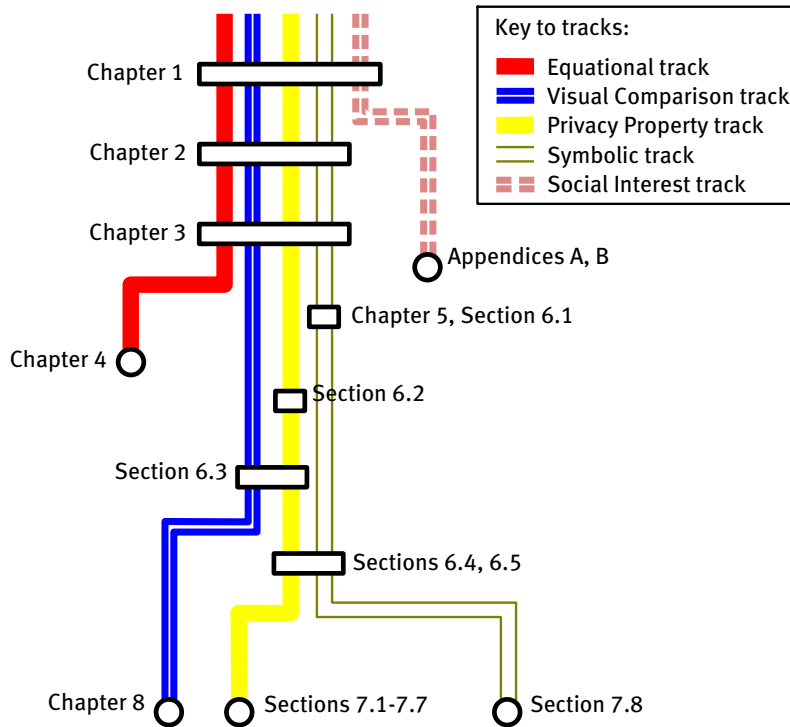 Key to tracks:
Equational track
Visual Comparison track
Privacy Property track
Symbolic track
Social Interest track
Chapter 1
Chapter 2
Chapter 3
Appendices A, B
Chapter 5, Section 6.1
Chapter 4
Section 6.2
Section 6.3
Sections 6.4, 6.5
Chapter 8
Sections 7.1-7.7
Section 7.8